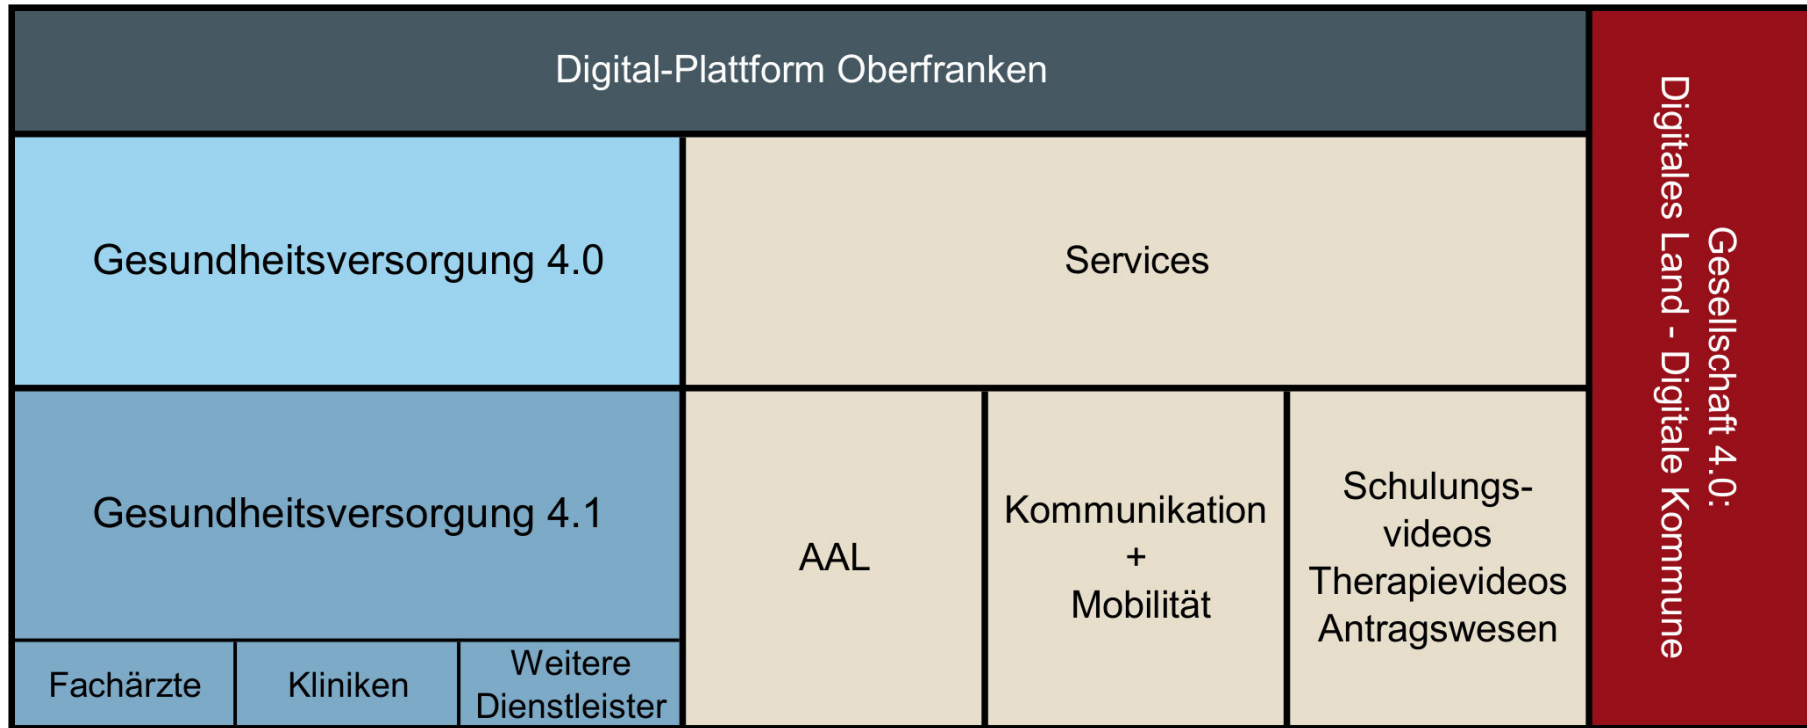 Digital-Plattform Oberfranken
Gesundheitsversorgung 4.0
Services
Gesundheitsversorgung 4.1
Fachärzte
Kliniken
Weitere
Dienstleister
AAL
Kommunikation
+
Mobilität
Schulungs-
videos
Therapievideos
Antragswesen
Gesellschaft 4.0:
Digitales Land - Digitale Kommune